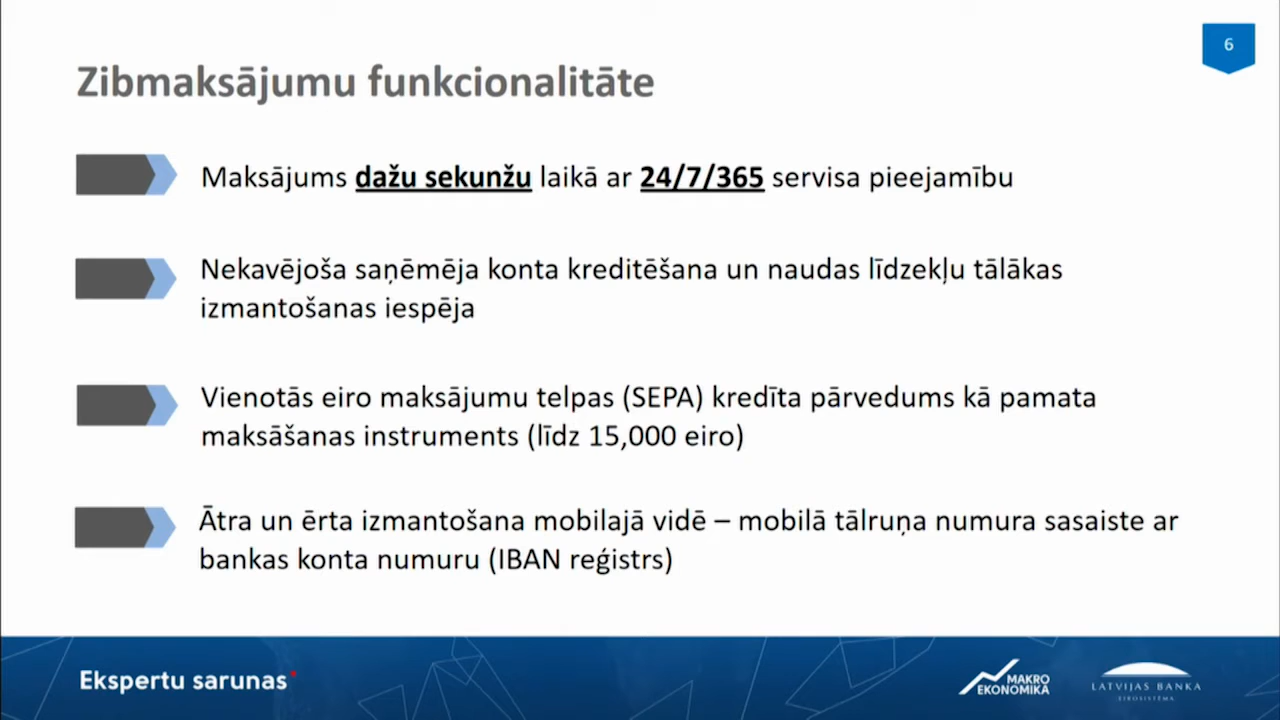 6
Zibmaksājumu funkcionalitāte
Maksājums dažu sekunžu laikā ar 24/7/365 servisa pieejamību
Nekavējoša saņēmēja konta kreditēšana un naudas līdzekļu tālākas
izmantošanas iespēja
Vienotās eiro maksājumu telpas (SEPA) kredīta pārvedums kā pamata
maksāšanas instruments (līdz 15,000 eiro)
Ātra un ērta izmantošana mobilajā vidē – mobilā tālruņa numura sasaiste ar
bankas konta numuru (IBAN reģistrs)
Ekspertu sarunas
MAKRO
EKONOMIKA
LATVIJAS BANKA
EIROSISTĒMA